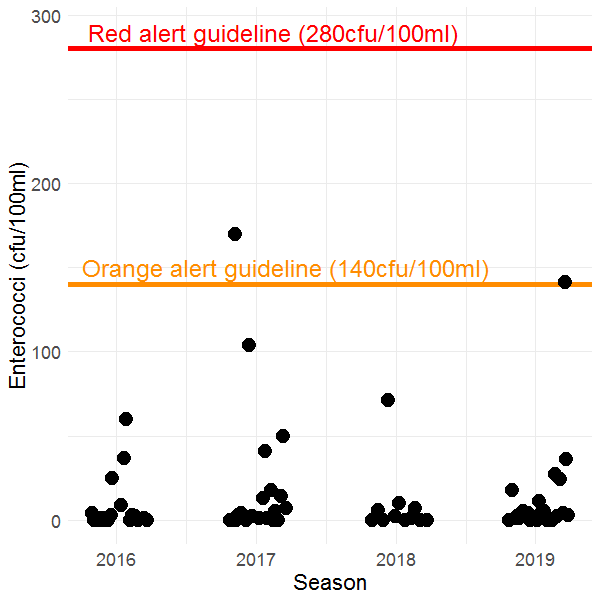 300
Red alert guideline (280cfu/100ml)
200
Orange alert guideline (140cfu/100ml)
100
0
Enterococci (cfu/100ml)
2016 2017 2018 2019
Season